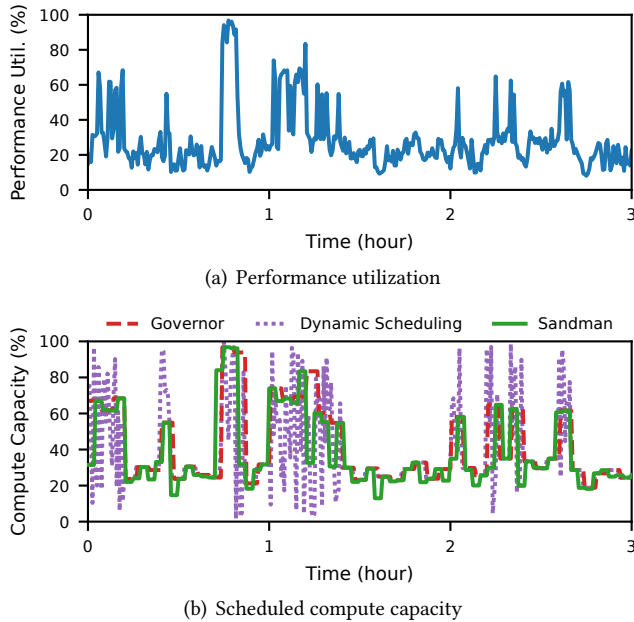 100
80
60
40
20
0
Performance Util. (%)
0 1 2 3
Time (hour)
(a) Performance utilization
Governor Dynamic Scheduling Sandman
100
80
60
40
20
0
Compute Capacity (%)
0 1 2 3
Time (hour)
(b) Scheduled compute capacity